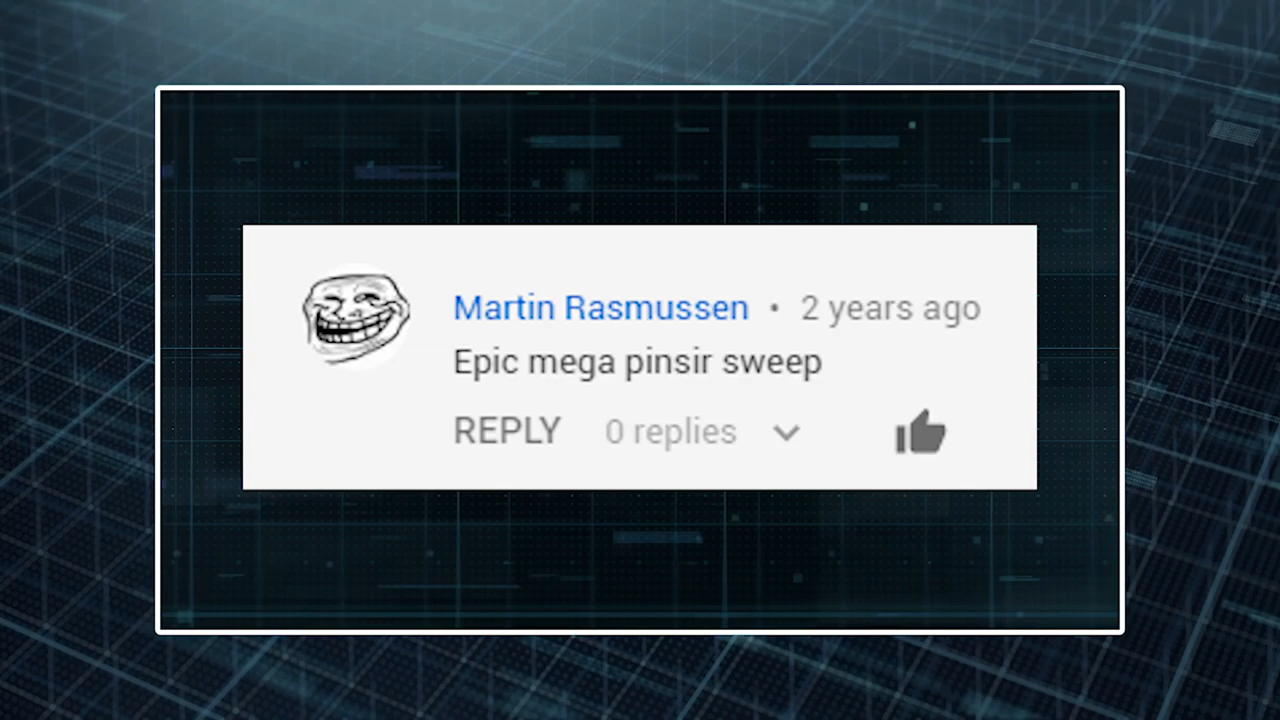 Martin Rasmussen • 2 years ago
Epic mega pinsir sweep
REPLY 0 replies